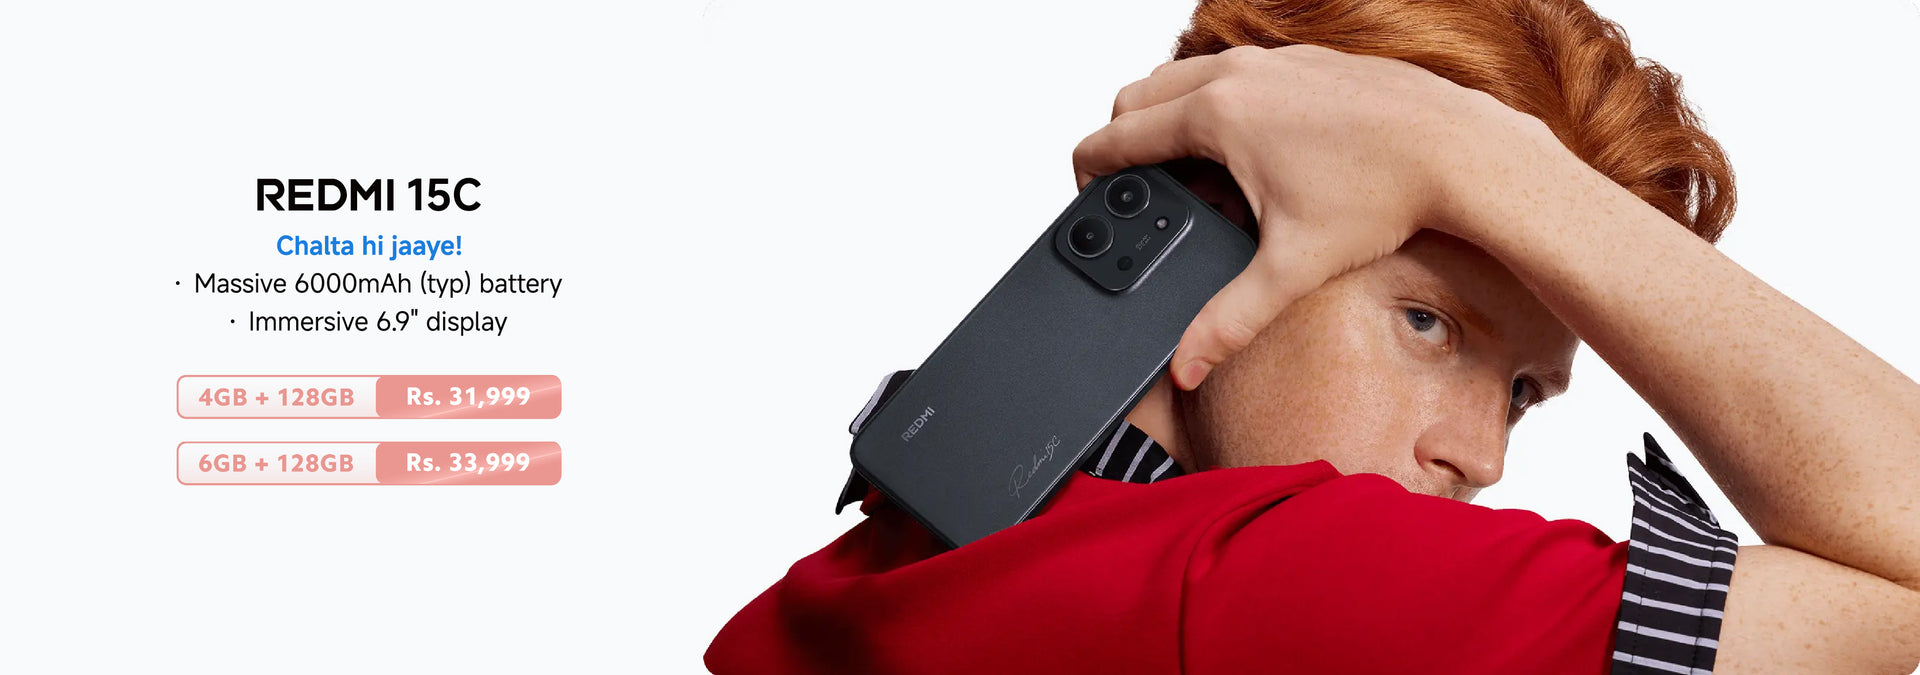 REDMI 15C
Chalta hi jaaye!
· Massive 6000mAh (typ) battery
· Immersive 6.9" display
4GB + 128GB Rs. 31,999
6GB + 128GB Rs. 33,999
REDMI
Redmi 15C